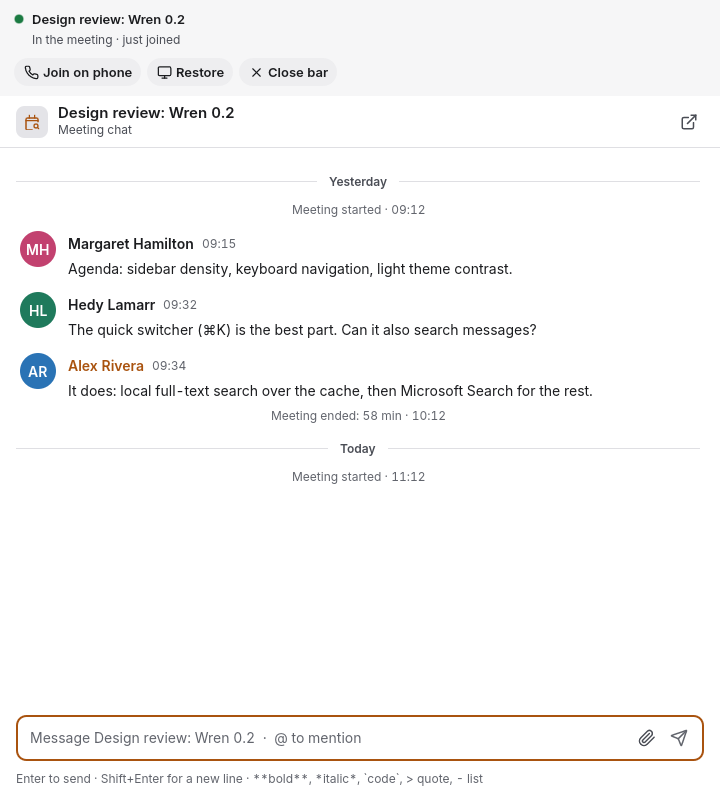 Design review: Wren 0.2
In the meeting · just joined
Join on phone
Restore
Close bar
Design review: Wren 0.2
Meeting chat
Yesterday
Meeting started · 09:12
MH
Margaret Hamilton 09:15
Agenda: sidebar density, keyboard navigation, light theme contrast.
HL
Hedy Lamarr 09:32
The quick switcher (⌘K) is the best part. Can it also search messages?
AR
Alex Rivera 09:34
It does: local full-text search over the cache, then Microsoft Search for the rest.
Meeting ended: 58 min · 10:12
Today
Meeting started · 11:12
Message Design review: Wren 0.2 · @ to mention
Enter to send · Shift+Enter for a new line · **bold**, *italic*, `code`, > quote, - list